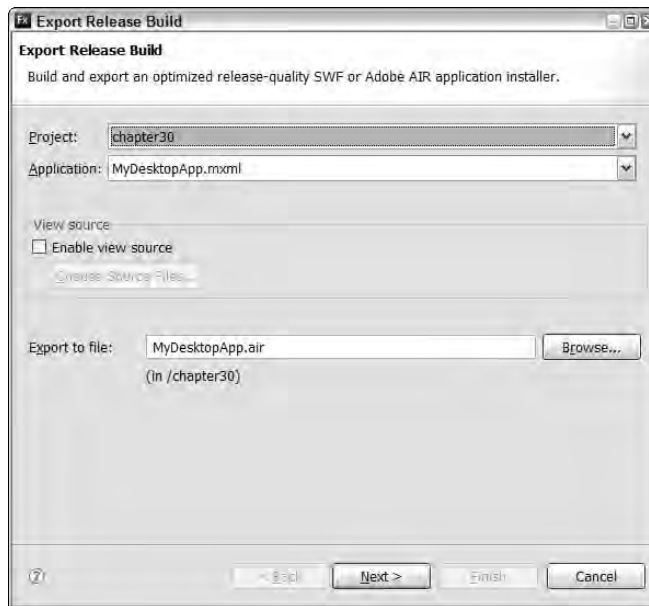 Fx Export Release Build
Export Release Build
Build and export an optimized release-quality SWF or Adobe AIR application installer.
Project: chapter30
Application: MyDesktopApp.mxml
View source
Enable view source
Choose Source Files...
Export to file: MyDesktopApp.air Browse...
(in /chapter30)
? < Back Next > Finish Cancel